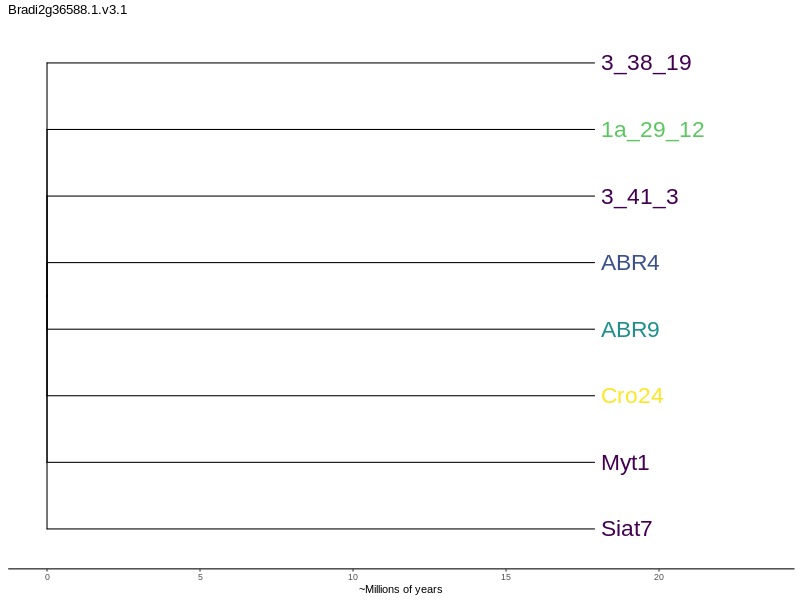 Bradi2g36588.1.v3.1
3_38_19
1a_29_12
3_41_3
ABR4
ABR9
Cro24
Myt1
Siat7
0 5 10 15 20
~Millions of years